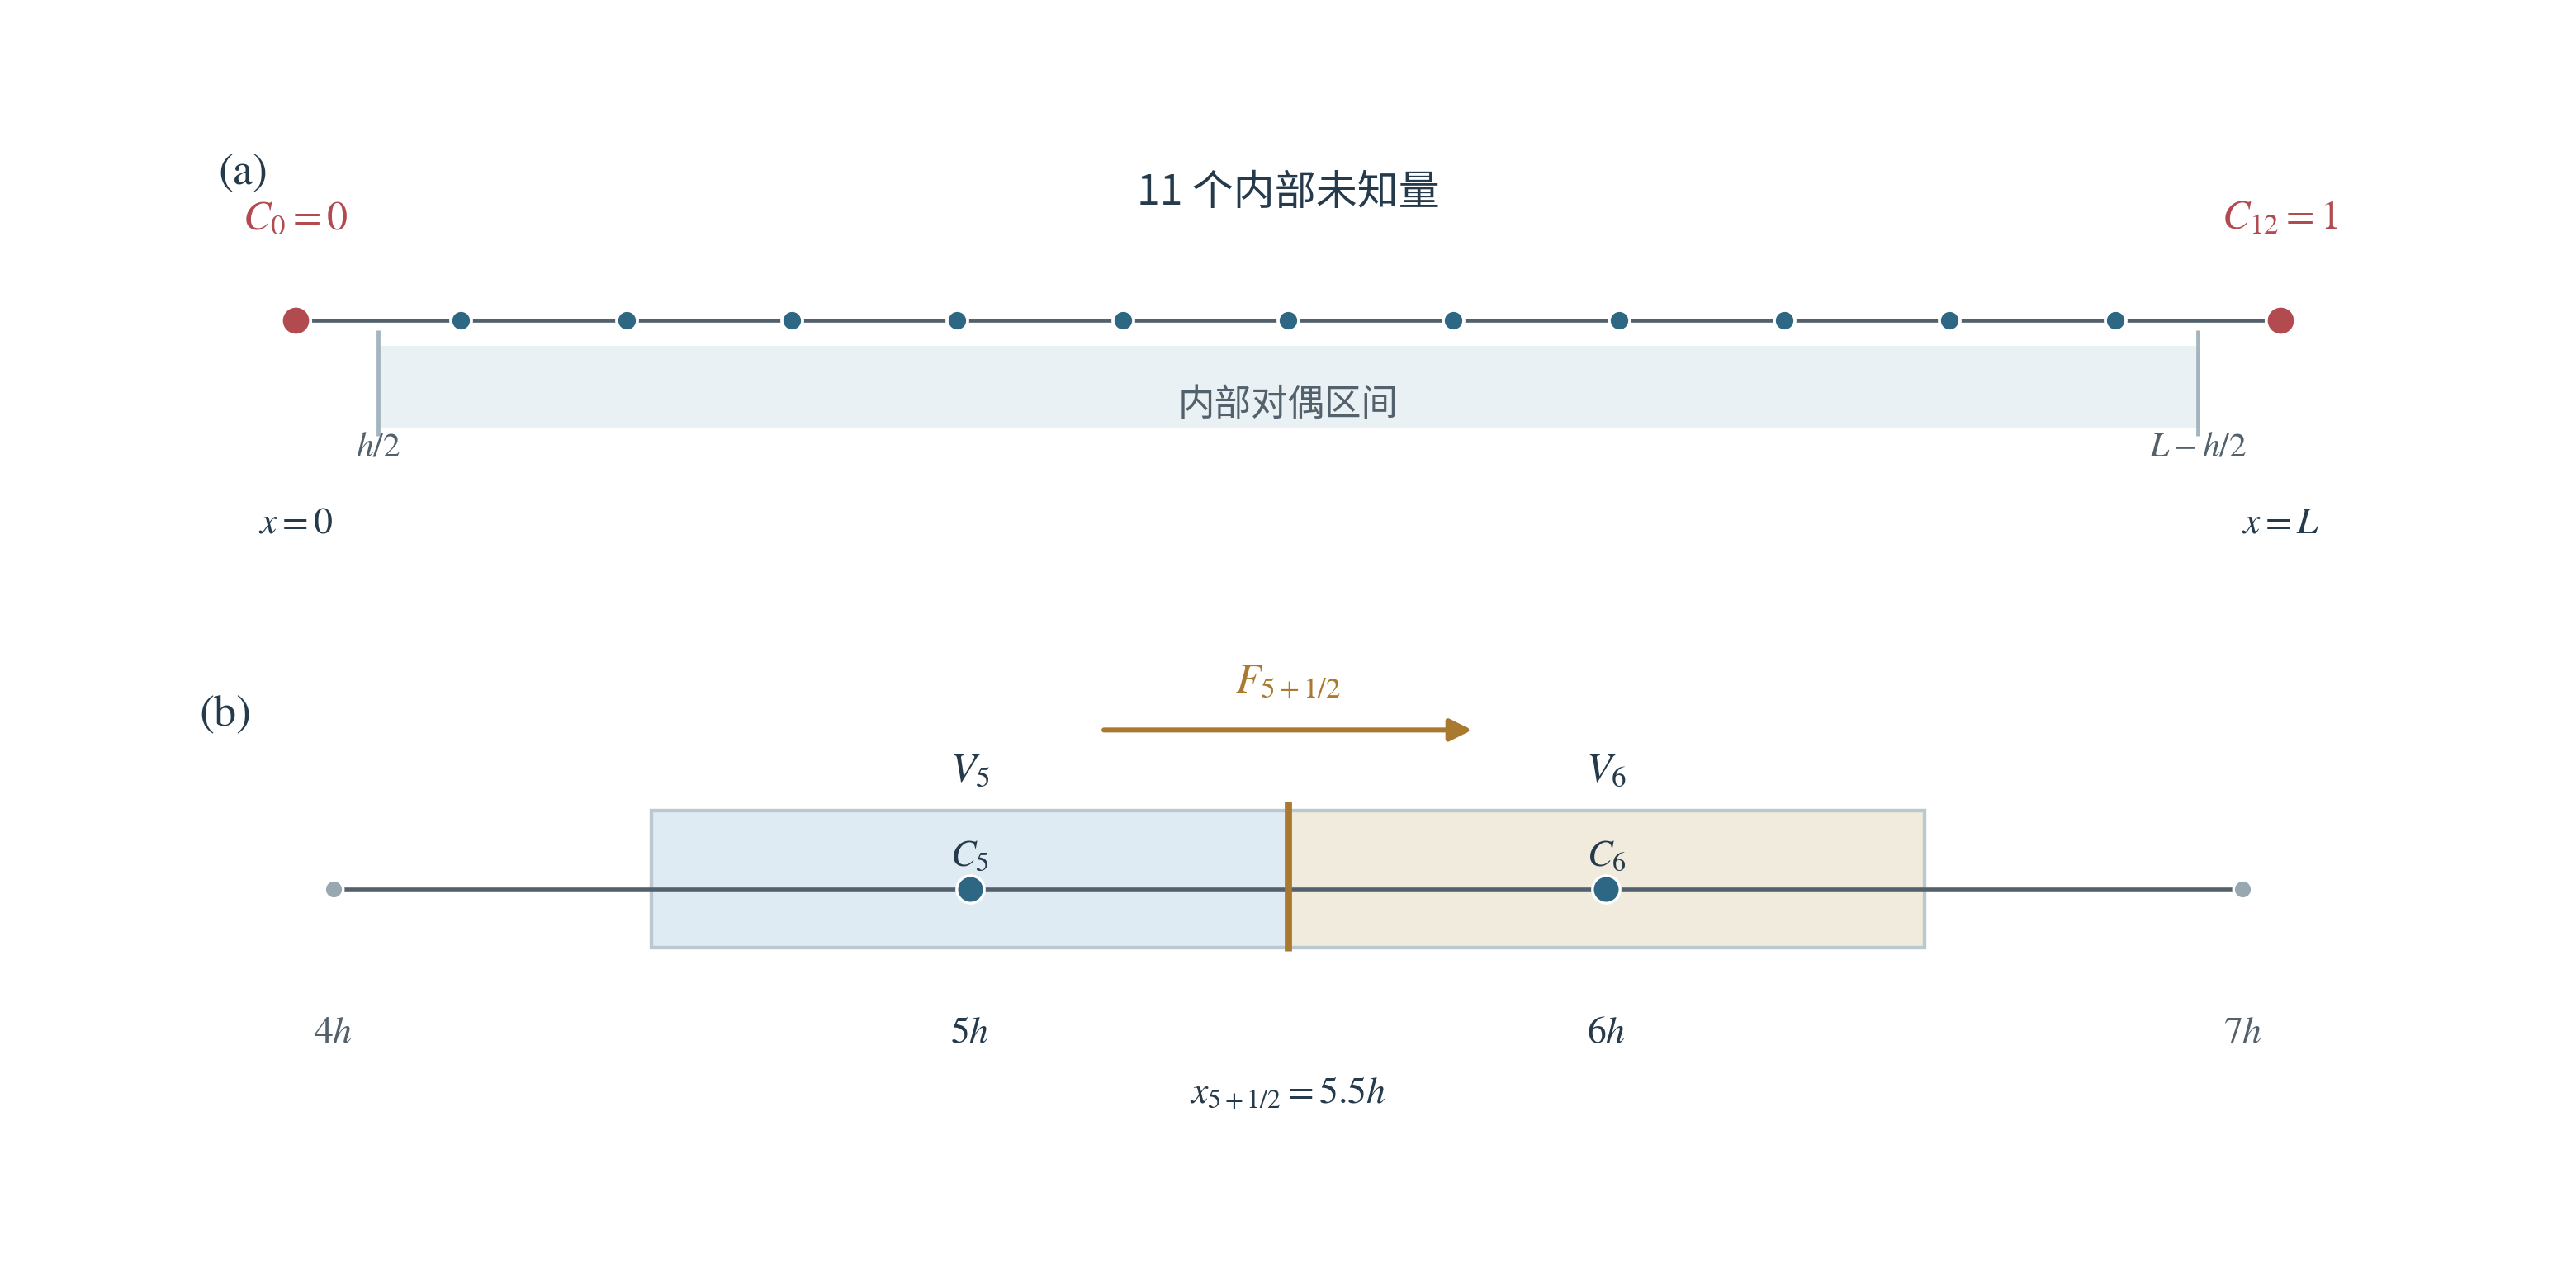 (a)
11 个内部未知量
C₀ = 0
C₁₂ = 1
内部对偶区间
h/2
L − h/2
x = 0
x = L
F₅ ₊ ₁/₂
(b)
V₅
V₆
C₅
C₆
4h
5h
6h
7h
x₅ ₊ ₁/₂ = 5.5h